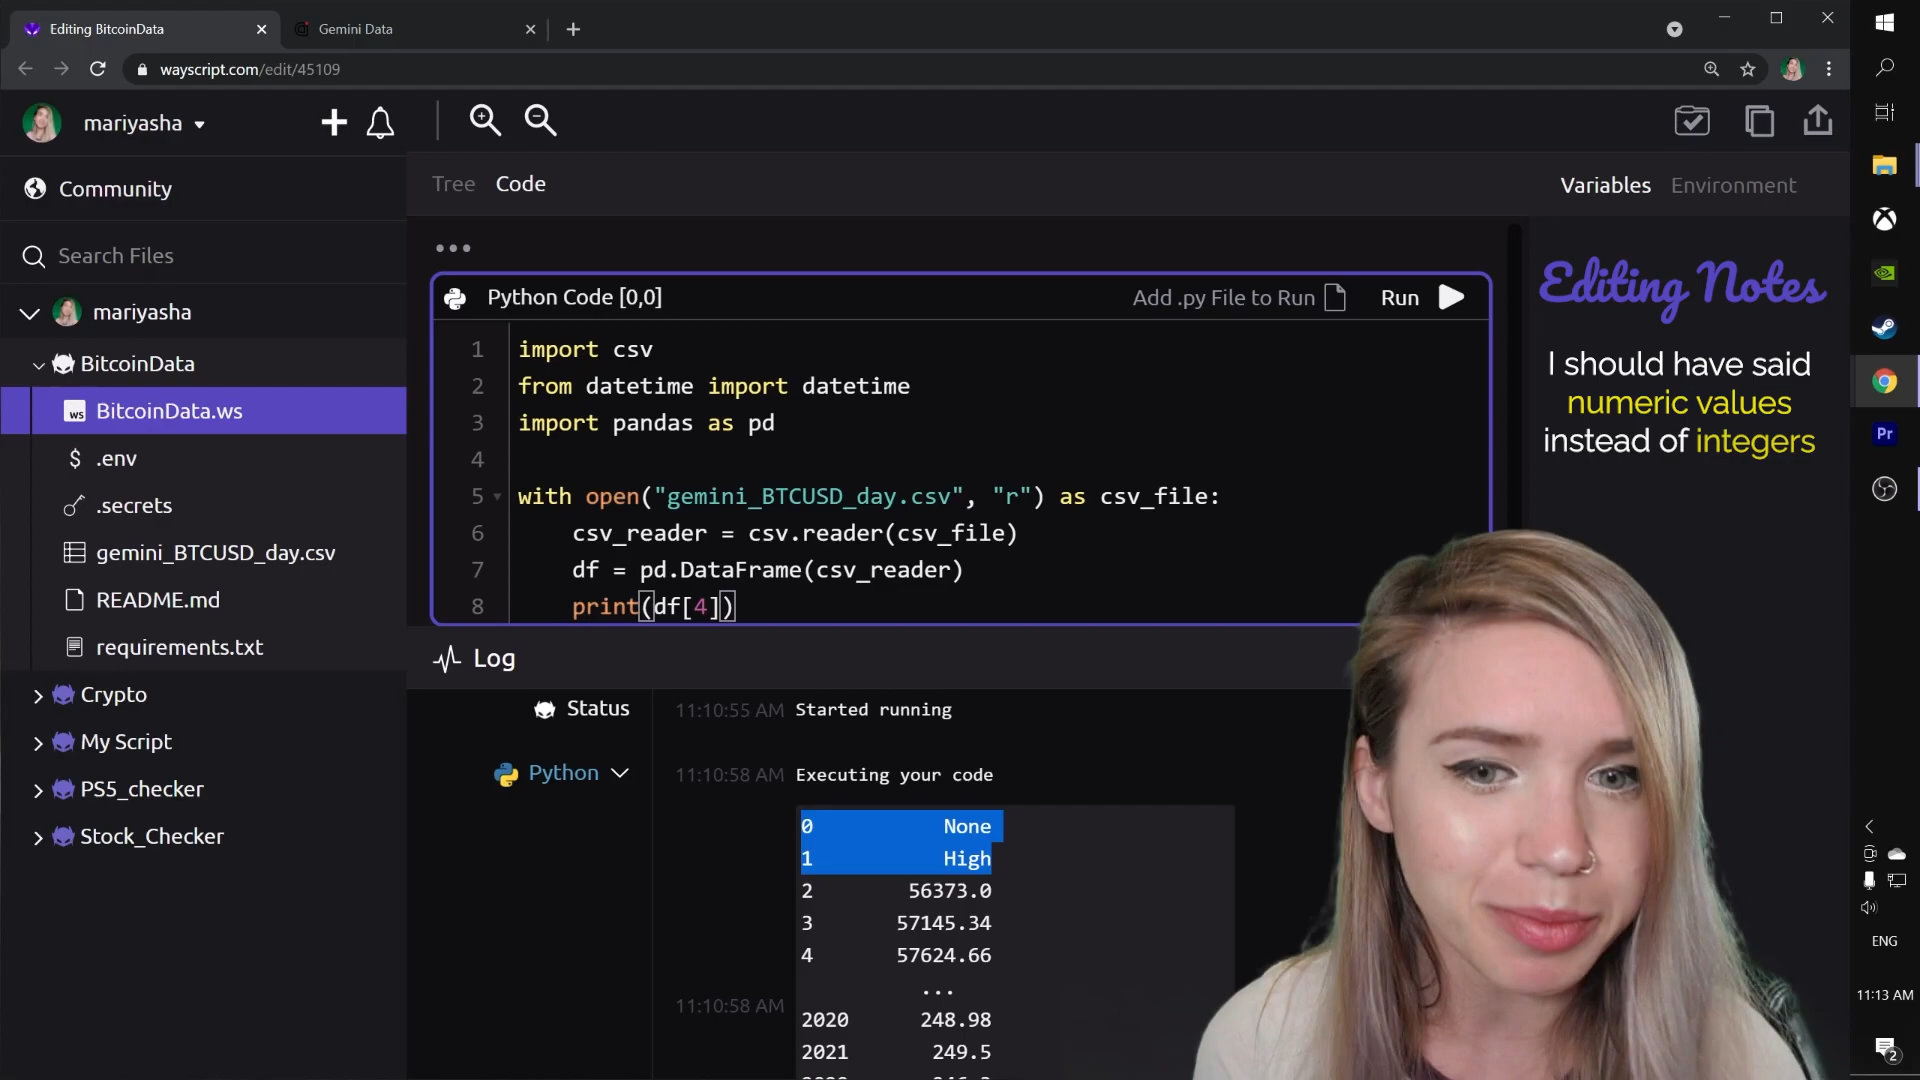 Editing BitcoinData
Gemini Data
wayscript.com/edit/45109
mariyasha
Community
Search Files
mariyasha
BitcoinData
ws BitcoinData.ws
$ .env
.secrets
gemini_BTCUSD_day.csv
README.md
requirements.txt
Crypto
My Script
PS5_checker
Stock_Checker
Tree Code
Variables Environment
Python Code [0,0]
Add .py File to Run
Run
1 import csv
2 from datetime import datetime
3 import pandas as pd
4
5 with open("gemini_BTCUSD_day.csv", "r") as csv_file:
6 csv_reader = csv.reader(csv_file)
7 df = pd.DataFrame(csv_reader)
8 print(df[4])
Editing Notes
I should have said
numeric values
instead of integers
Log
Status 11:10:55 AM Started running
Python 11:10:58 AM Executing your code
0 None
1 High
2 56373.0
3 57145.34
4 57624.66
...
11:10:58 AM
2020 248.98
2021 249.5
Pr
ENG
11:13 AM
2